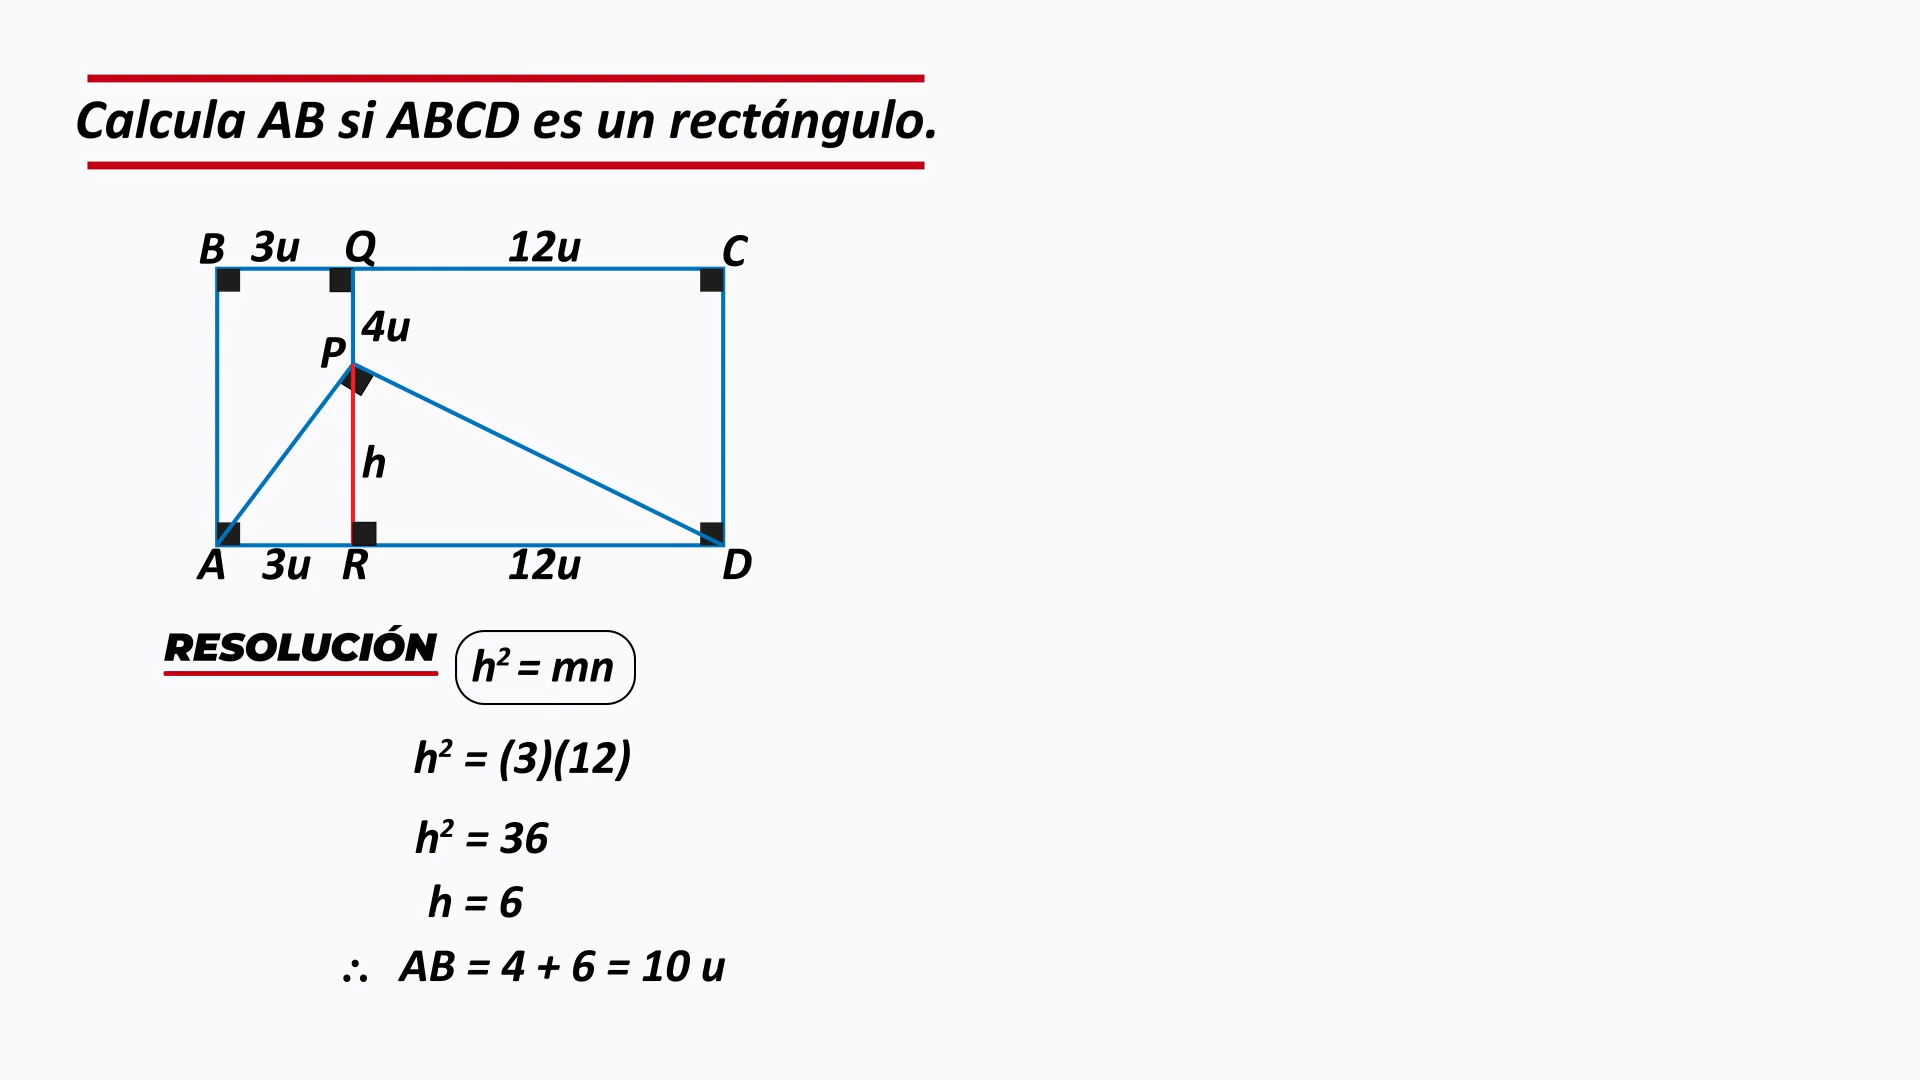 Calcula AB si ABCD es un rectángulo.
B 3u Q 12u C
4u
P
h
A 3u R 12u D
RESOLUCIÓN h² = mn
h² = (3)(12)
h² = 36
h = 6
∴ AB = 4 + 6 = 10 u